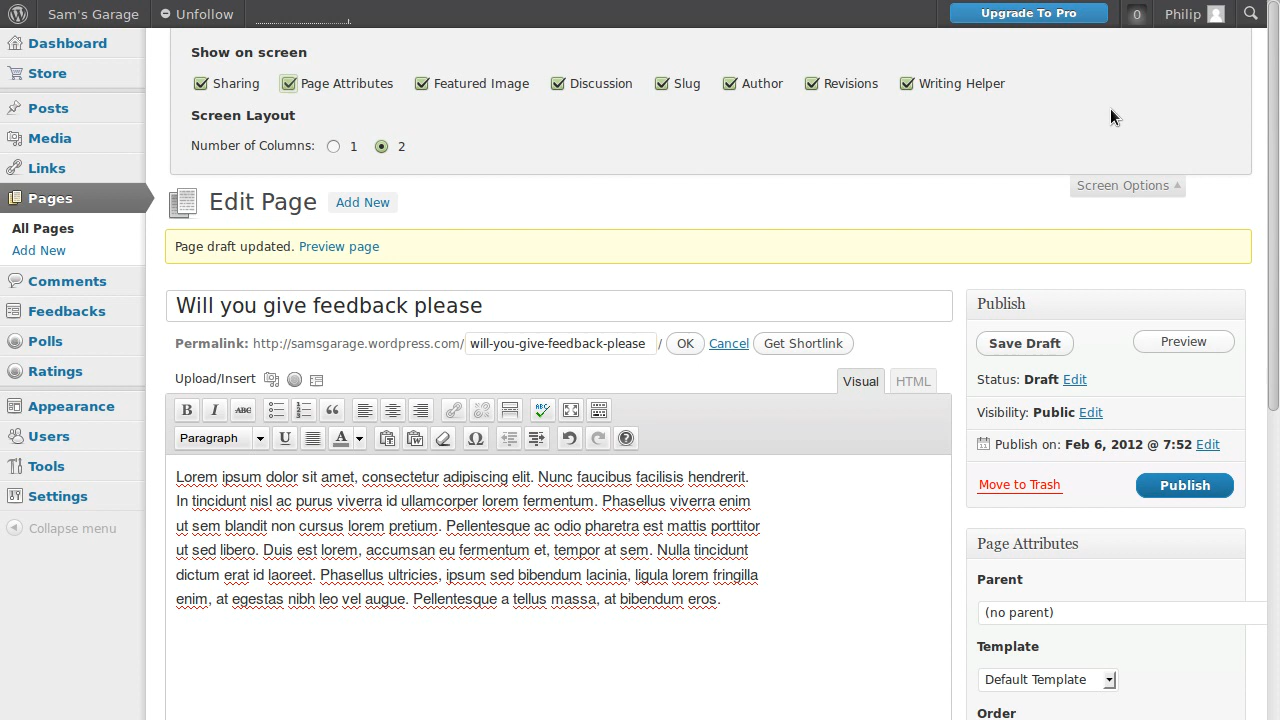 Sam's Garage Unfollow Upgrade To Pro 0 Philip
Dashboard
Store
Posts
Media
Links
Pages
All Pages
Add New
Comments
Feedbacks
Polls
Ratings
Appearance
Users
Tools
Settings
Collapse menu
Show on screen
Sharing Page Attributes Featured Image Discussion Slug Author Revisions Writing Helper
Screen Layout
Number of Columns: 1 2
Screen Options
Edit Page Add New
Page draft updated. Preview page
Will you give feedback please
Permalink: http://samsgarage.wordpress.com/will-you-give-feedback-please / OK Cancel Get Shortlink
Upload/Insert Visual HTML
B I ABC ABC
Paragraph U A Ω ?
Lorem ipsum dolor sit amet, consectetur adipiscing elit. Nunc faucibus facilisis hendrerit.
In tincidunt nisl ac purus viverra id ullamcorper lorem fermentum. Phasellus viverra enim
ut sem blandit non cursus lorem pretium. Pellentesque ac odio pharetra est mattis porttitor
ut sed libero. Duis est lorem, accumsan eu fermentum et, tempor at sem. Nulla tincidunt
dictum erat id laoreet. Phasellus ultricies, ipsum sed bibendum lacinia, ligula lorem fringilla
enim, at egestas nibh leo vel augue. Pellentesque a tellus massa, at bibendum eros.
Publish
Save Draft Preview
Status: Draft Edit
Visibility: Public Edit
Publish on: Feb 6, 2012 @ 7:52 Edit
Move to Trash Publish
Page Attributes
Parent
(no parent)
Template
Default Template
Order